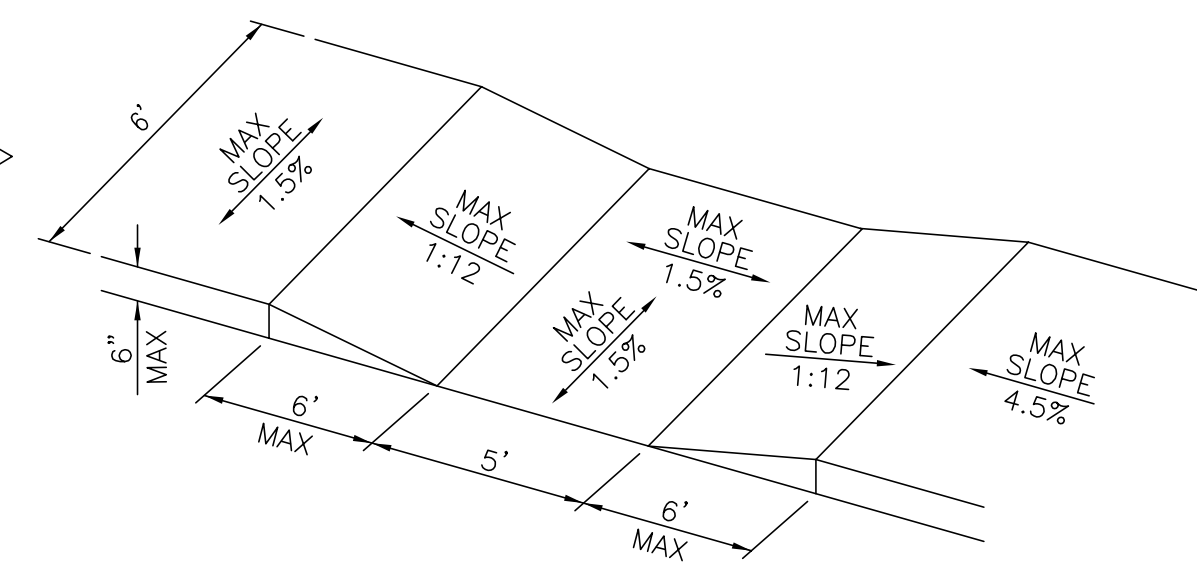 6'
MAX
SLOPE
1.5%
MAX
SLOPE
1:12
MAX
SLOPE
1.5%
MAX
SLOPE
1.5%
MAX
SLOPE
1:12
MAX
SLOPE
4.5%
6"
MAX
6'
MAX
5'
6'
MAX